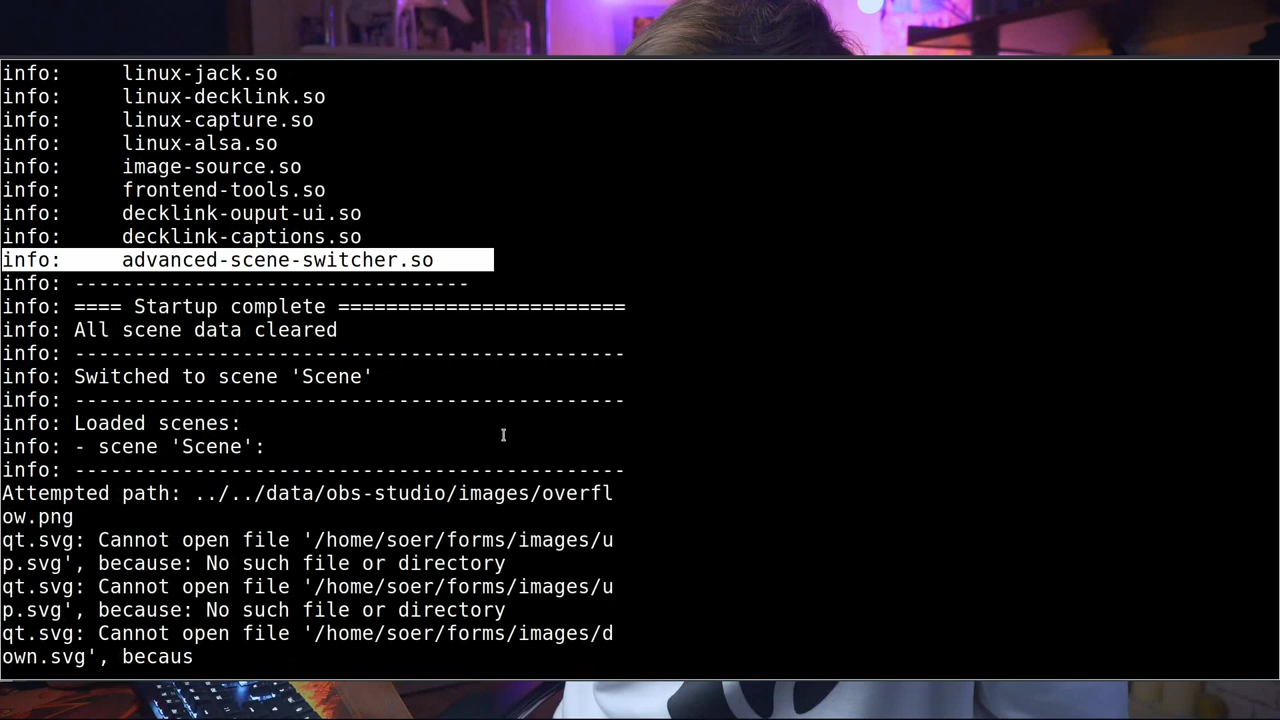 info:     linux-jack.so
info:     linux-decklink.so
info:     linux-capture.so
info:     linux-alsa.so
info:     image-source.so
info:     frontend-tools.so
info:     decklink-ouput-ui.so
info:     decklink-captions.so
info:     advanced-scene-switcher.so
info: ---------------------------------
info: ==== Startup complete ========================
info: All scene data cleared
info: ----------------------------------------------
info: Switched to scene 'Scene'
info: ----------------------------------------------
info: Loaded scenes:
info: - scene 'Scene':
info: ----------------------------------------------
Attempted path: ../../data/obs-studio/images/overfl
ow.png
qt.svg: Cannot open file '/home/soer/forms/images/u
p.svg', because: No such file or directory
qt.svg: Cannot open file '/home/soer/forms/images/u
p.svg', because: No such file or directory
qt.svg: Cannot open file '/home/soer/forms/images/d
own.svg', becaus